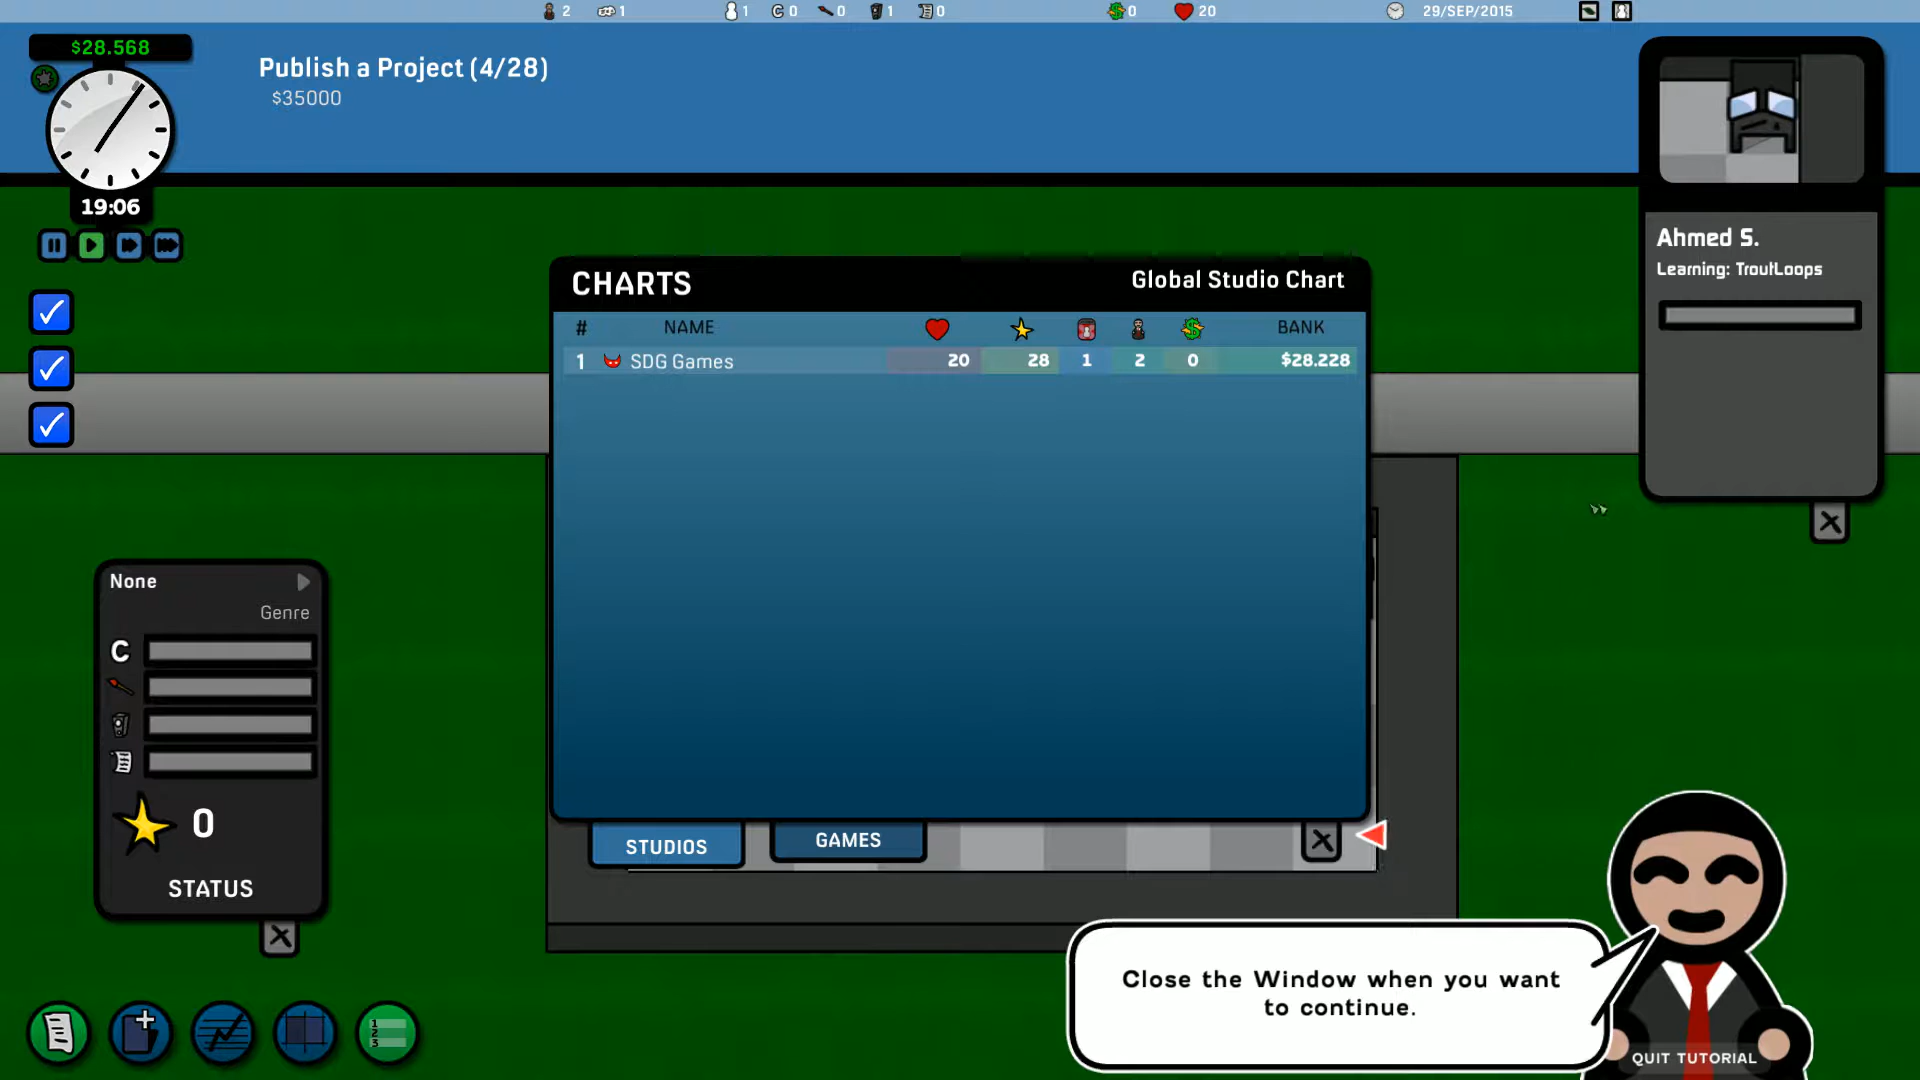 2 1 1 C 0 0 1 0 0 20 29/SEP/2015
$28.568
Publish a Project (4/28)
$35000
19:06
Ahmed S.
Learning: TroutLoops
CHARTS
Global Studio Chart
# NAME BANK
1 SDG Games 20 28 1 2 0 $28.228
None
Genre
C
0
STATUS
STUDIOS
GAMES
Close the Window when you want
to continue.
QUIT TUTORIAL